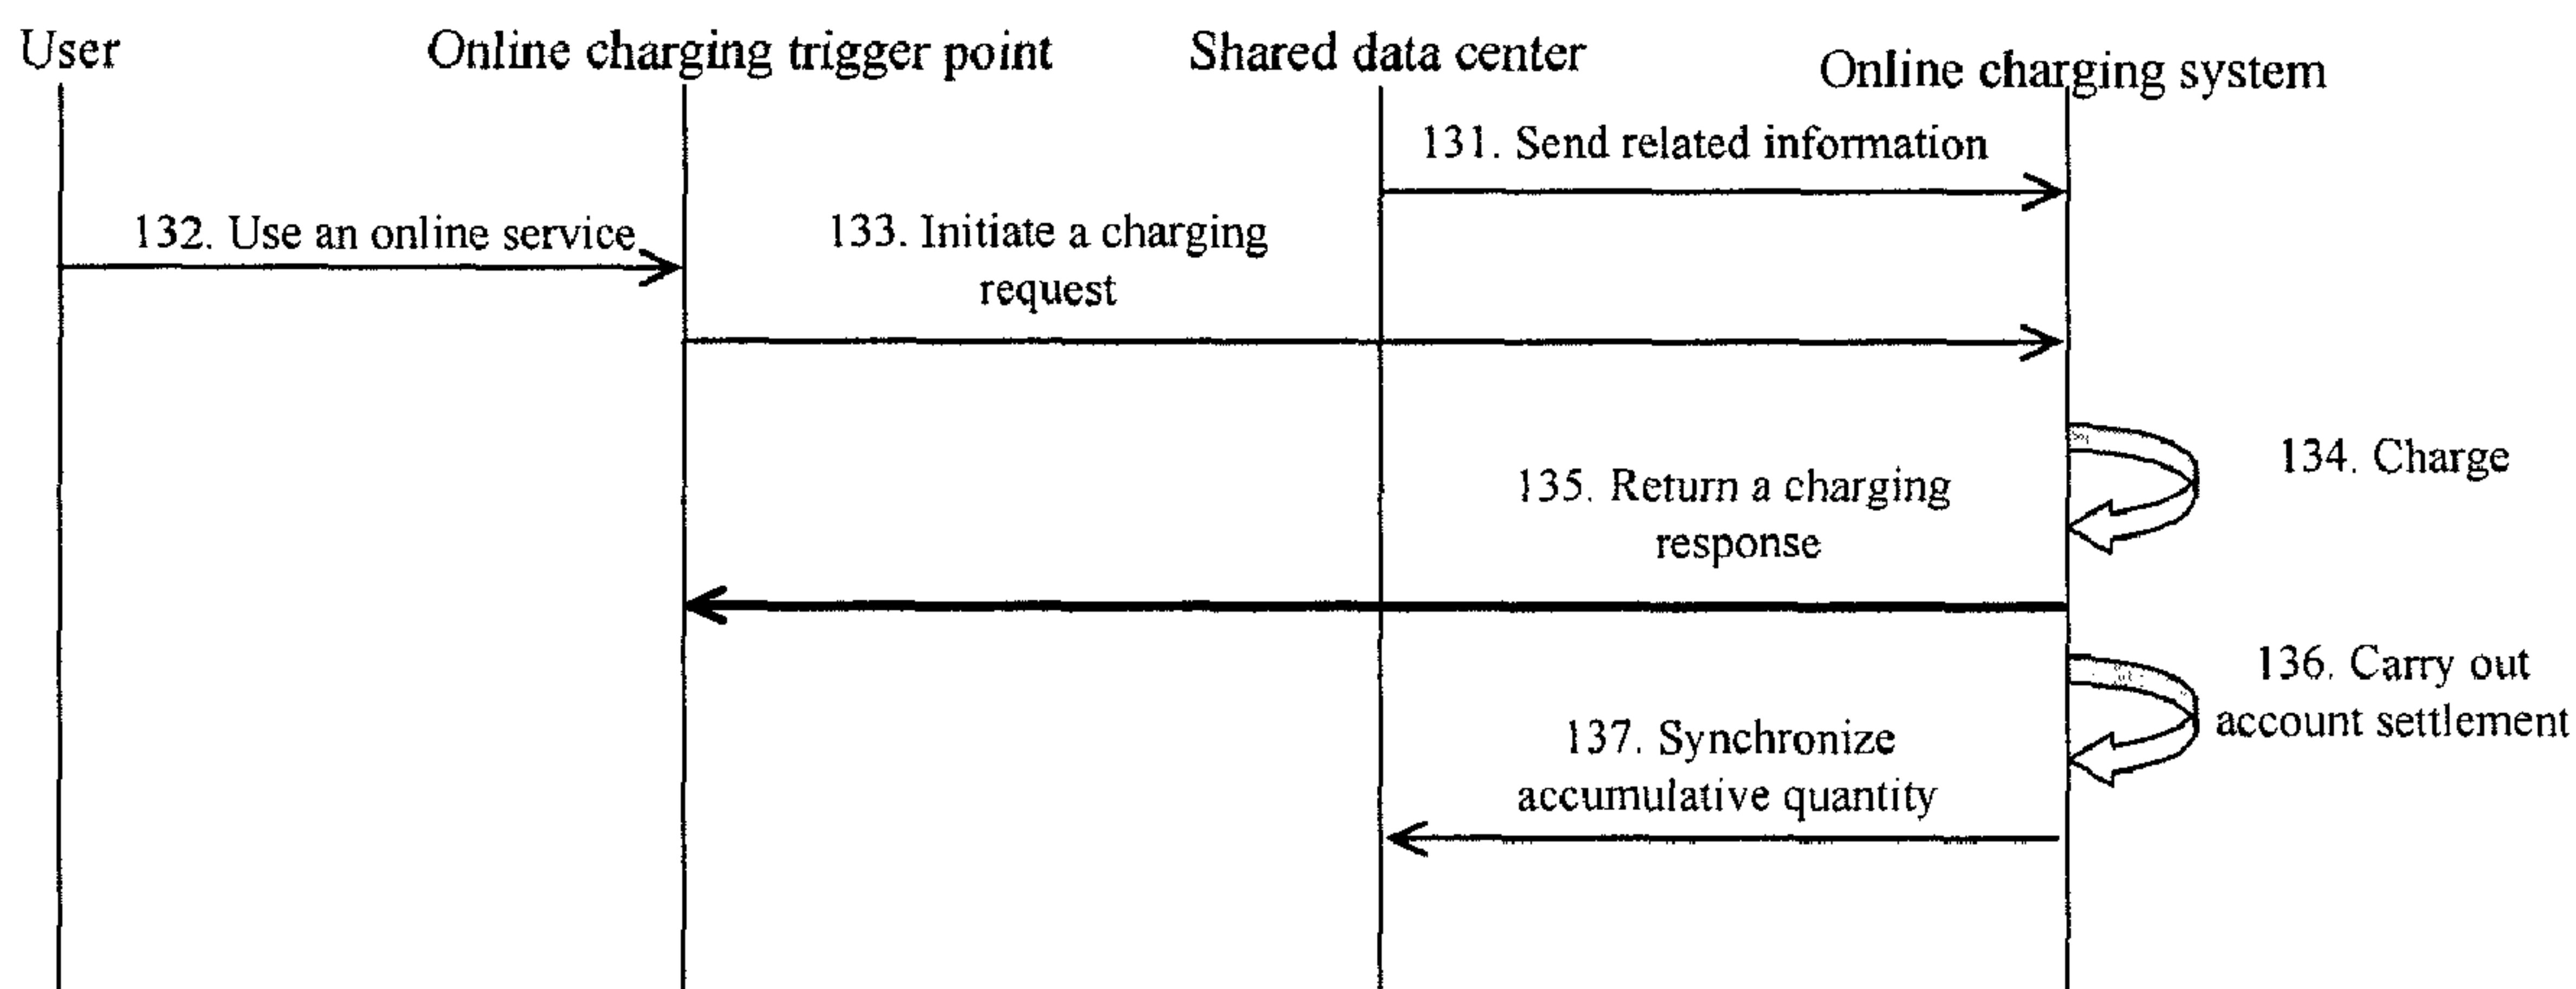 User
Online charging trigger point
Shared data center
Online charging system
131. Send related information
132. Use an online service
133. Initiate a charging
request
134. Charge
135. Return a charging
response
136. Carry out
account settlement
137. Synchronize
accumulative quantity